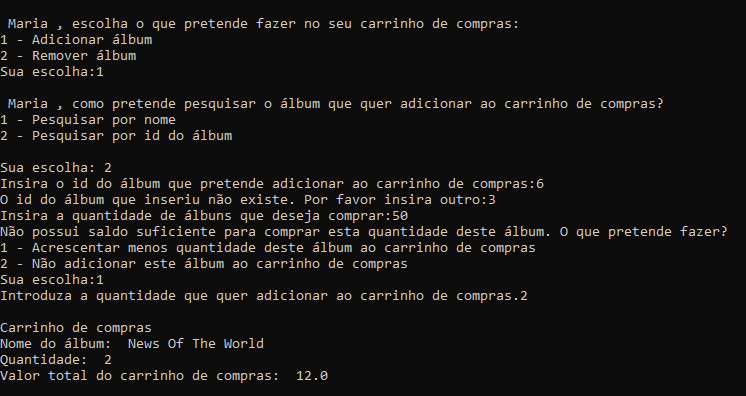 Maria , escolha o que pretende fazer no seu carrinho de compras:
1 - Adicionar álbum
2 - Remover álbum
Sua escolha:1
Maria , como pretende pesquisar o álbum que quer adicionar ao carrinho de compras?
1 - Pesquisar por nome
2 - Pesquisar por id do álbum
Sua escolha: 2
Insira o id do álbum que pretende adicionar ao carrinho de compras:6
O id do álbum que inseriu não existe. Por favor insira outro:3
Insira a quantidade de álbuns que deseja comprar:50
Não possui saldo suficiente para comprar esta quantidade deste álbum. O que pretende fazer?
1 - Acrescentar menos quantidade deste álbum ao carrinho de compras
2 - Não adicionar este álbum ao carrinho de compras
Sua escolha:1
Introduza a quantidade que quer adicionar ao carrinho de compras.2
Carrinho de compras
Nome do álbum:  News Of The World
Quantidade:  2
Valor total do carrinho de compras:  12.0